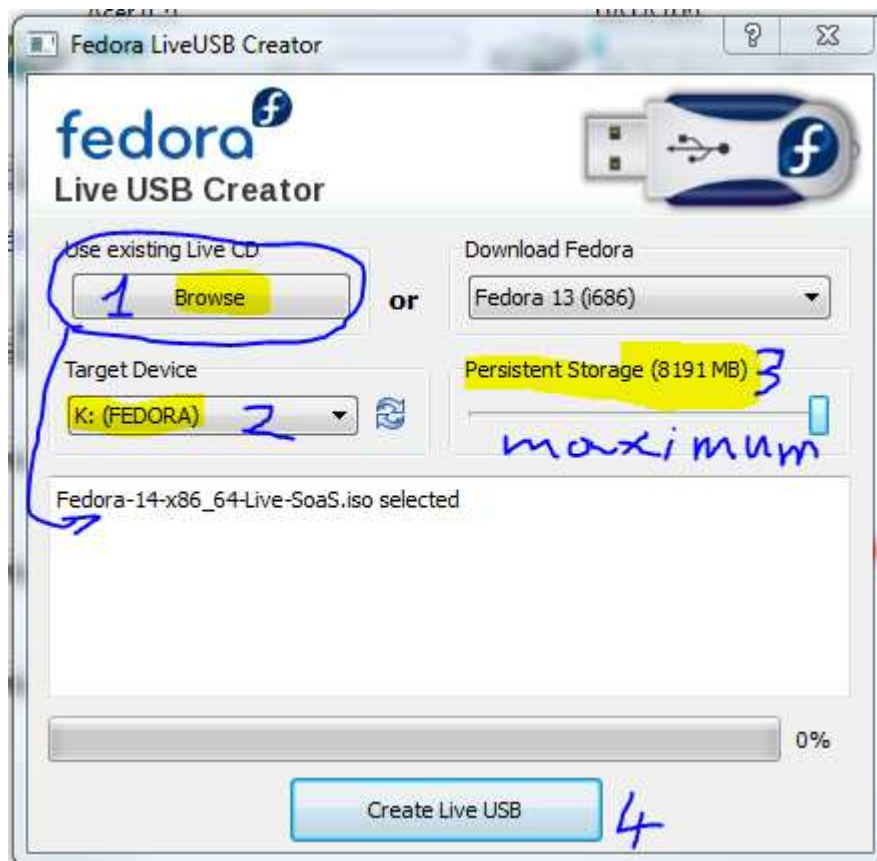 Fedora LiveUSB Creator
fedora
Live USB Creator
Use existing Live CD
1 Browse
or
Download Fedora
Fedora 13 (i686)
Target Device
K: (FEDORA) 2
Persistent Storage (8191 MB) 3
maximum
Fedora-14-x86_64-Live-SoaS.iso selected
0%
Create Live USB 4